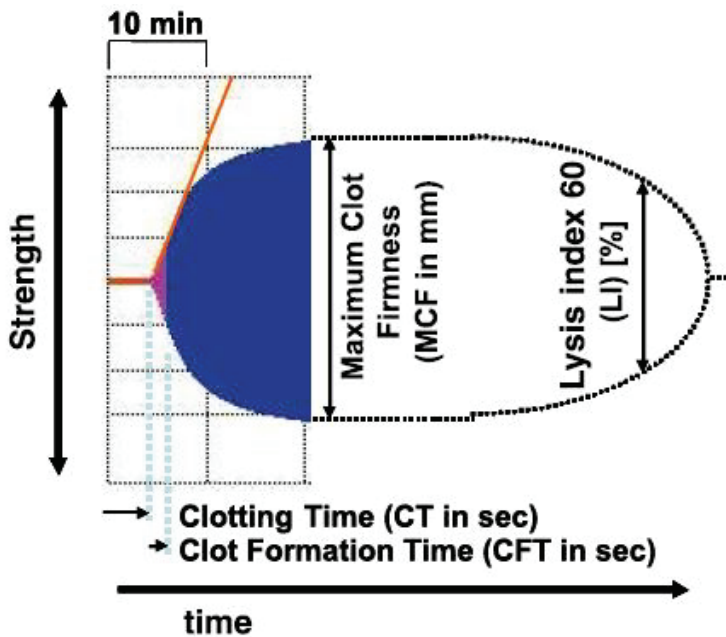 10 min
Strength
Maximum Clot
Firmness
(MCF in mm)
Lysis index 60
(LI) [%]
Clotting Time (CT in sec)
Clot Formation Time (CFT in sec)
time